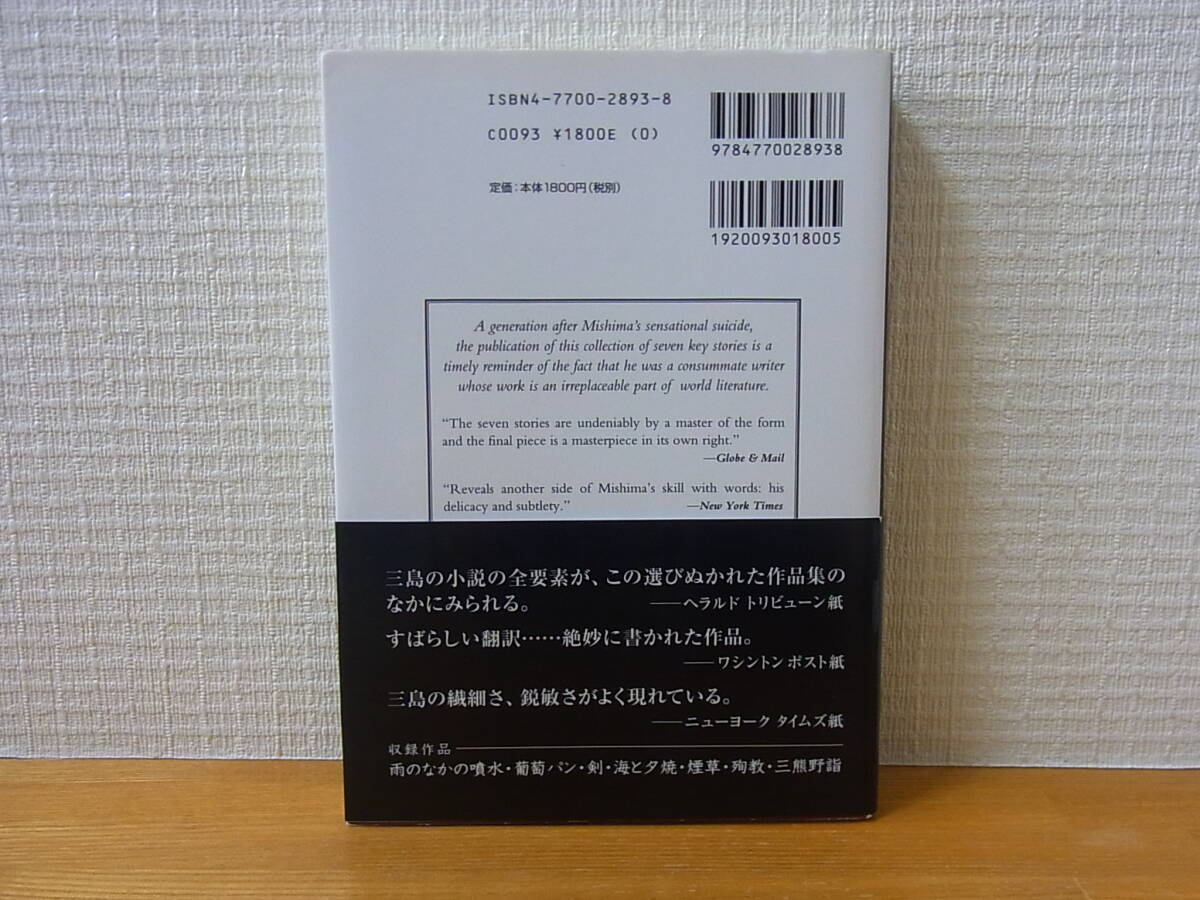 ISBN4-7700-2893-8
C0093 ¥1800E (0)
定価:本体1800円(税別)
9784770028938
1920093018005
A generation after Mishima's sensational suicide,
the publication of this collection of seven key stories is a
timely reminder of the fact that he was a consummate writer
whose work is an irreplaceable part of world literature.
“The seven stories are undeniably by a master of the form
and the final piece is a masterpiece in its own right.”
—Globe & Mail
“Reveals another side of Mishima's skill with words: his
delicacy and subtlety.” —New York Times
三島の小説の全要素が、この選びぬかれた作品集の
なかにみられる。 ——ヘラルド トリビューン紙
すばらしい翻訳……絶妙に書かれた作品。
——ワシントン ポスト紙
三島の繊細さ、鋭敏さがよく現れている。
——ニューヨーク タイムズ紙
収録作品
雨のなかの噴水・葡萄パン・剣・海と夕焼・煙草・殉教・三熊野詣